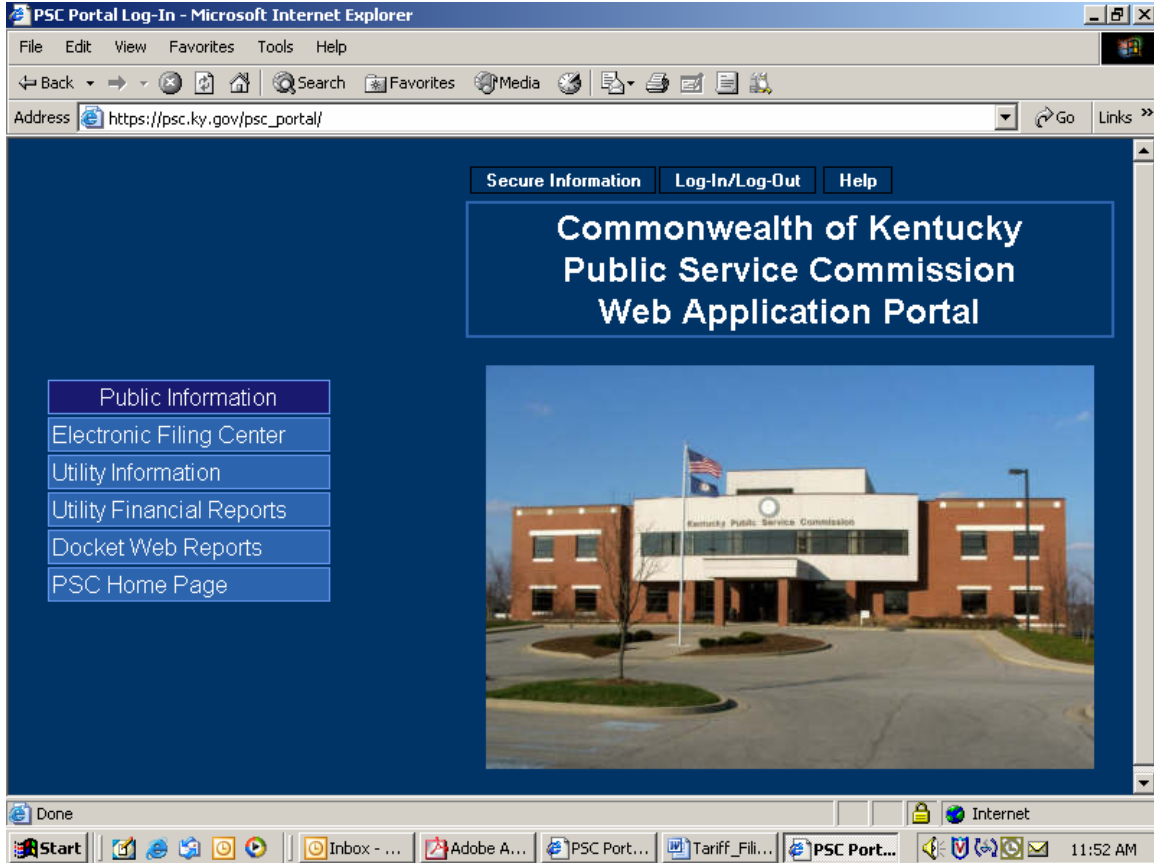 PSC Portal Log-In - Microsoft Internet Explorer
File Edit View Favorites Tools Help
Back Search Favorites Media
Address https://psc.ky.gov/psc_portal/ Go Links »
Secure Information Log-In/Log-Out Help
Commonwealth of Kentucky
Public Service Commission
Web Application Portal
Public Information
Electronic Filing Center
Utility Information
Utility Financial Reports
Docket Web Reports
PSC Home Page
Kentucky Public Service Commission
Done Internet
Start Inbox - ... Adobe A... PSC Port... Tariff_Fili... PSC Port... 11:52 AM